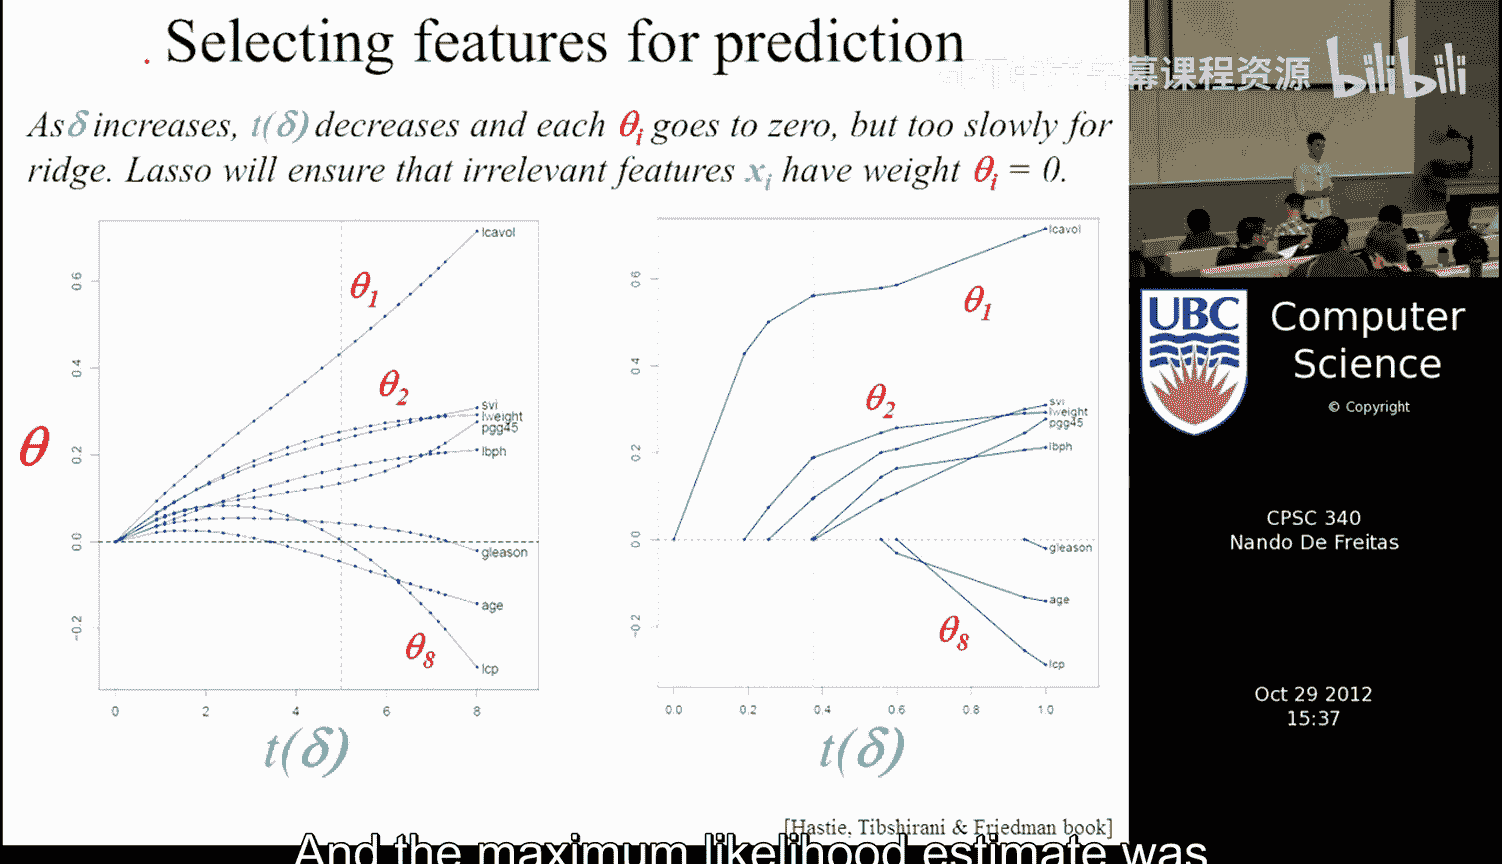 Selecting features for prediction
As δ increases, t(δ) decreases and each θi goes to zero, but too slowly for
ridge. Lasso will ensure that irrelevant features xi have weight θi = 0.
θ
0.6
0.4
0.2
0.0
-0.2
θ1
θ2
θ8
lcavol
svi
lweight
pgg45
lbph
gleason
age
lcp
0 2 4 6 8
t(δ)
0.6
0.4
0.2
0.0
-0.2
θ1
θ2
θ8
lcavol
svi
lweight
pgg45
lbph
gleason
age
lcp
0.0 0.2 0.4 0.6 0.8 1.0
t(δ)
[Hastie, Tibshirani & Friedman book]
And the maximum likelihood estimate was
幕课程资源 bilibili
UBC
Computer
Science
© Copyright
CPSC 340
Nando De Freitas
Oct 29 2012
15:37